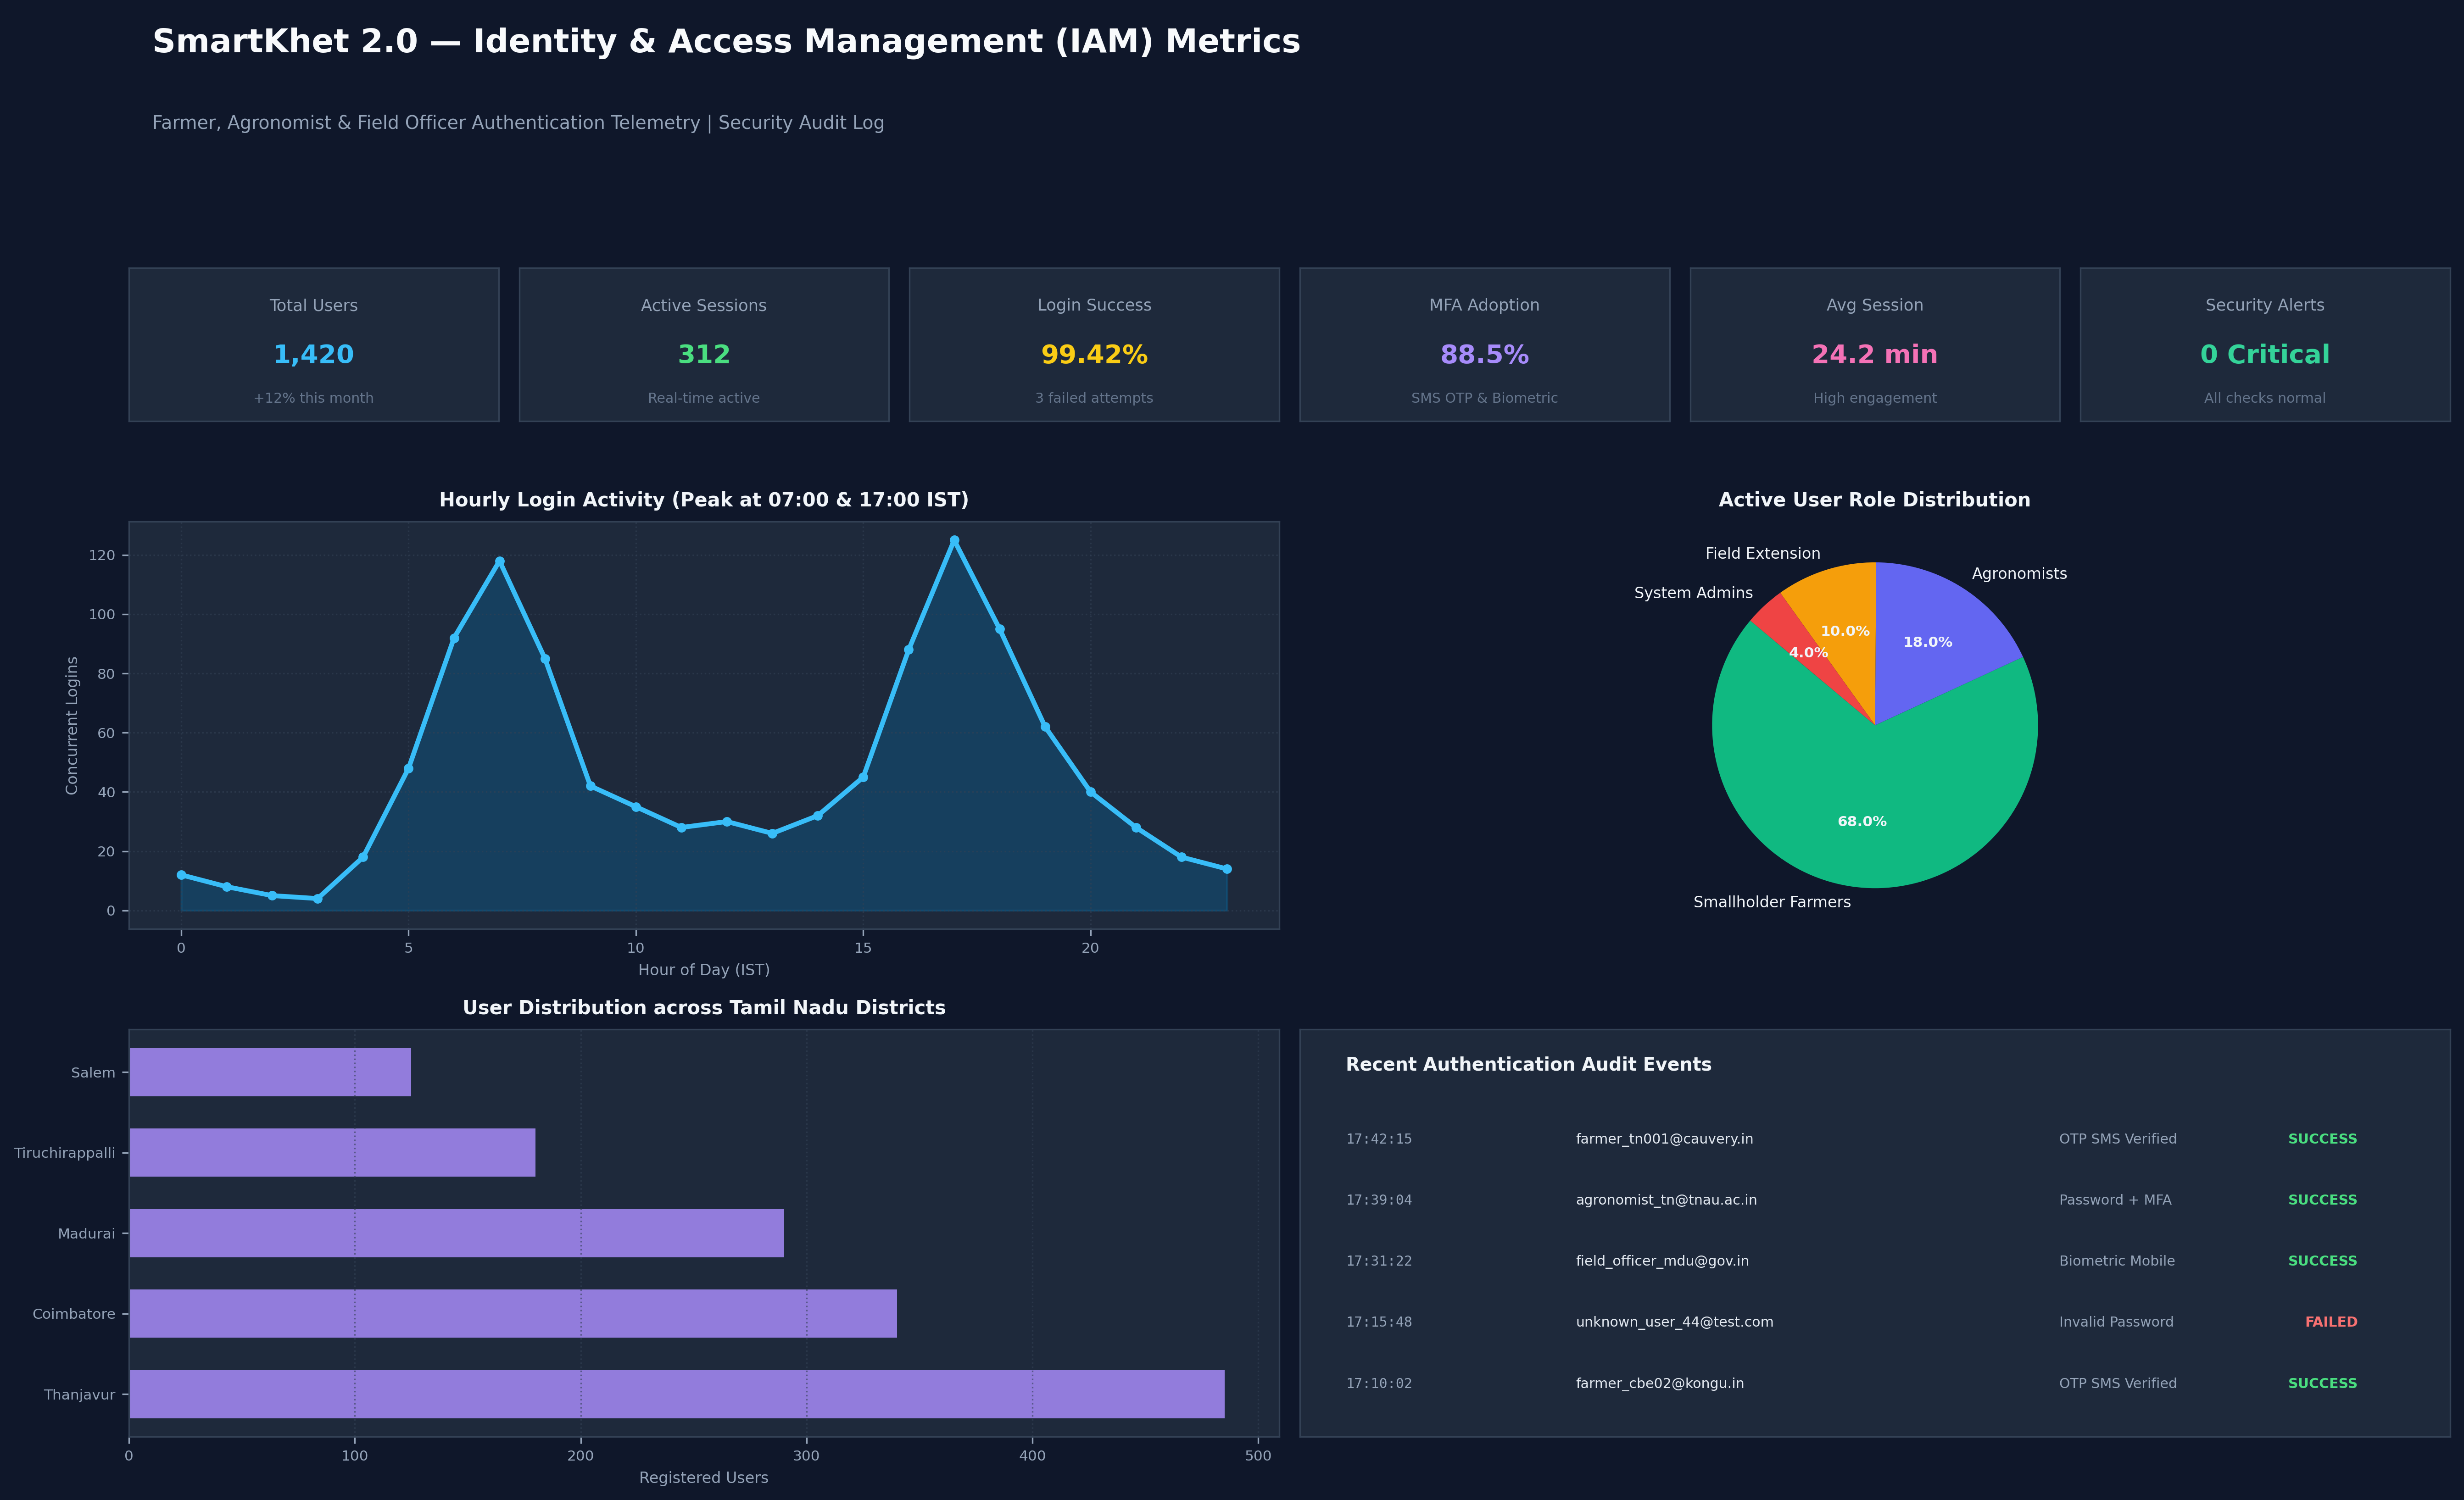 SmartKhet 2.0 — Identity & Access Management (IAM) Metrics
Farmer, Agronomist & Field Officer Authentication Telemetry | Security Audit Log
Total Users
1,420
+12% this month
Active Sessions
312
Real-time active
Login Success
99.42%
3 failed attempts
MFA Adoption
88.5%
SMS OTP & Biometric
Avg Session
24.2 min
High engagement
Security Alerts
0 Critical
All checks normal
Hourly Login Activity (Peak at 07:00 & 17:00 IST)
Concurrent Logins
120
100
80
60
40
20
0
0 5 10 15 20
Hour of Day (IST)
Active User Role Distribution
Field Extension
Agronomists
System Admins
10.0%
18.0%
4.0%
68.0%
Smallholder Farmers
User Distribution across Tamil Nadu Districts
Salem
Tiruchirappalli
Madurai
Coimbatore
Thanjavur
0 100 200 300 400 500
Registered Users
Recent Authentication Audit Events
17:42:15 farmer_tn001@cauvery.in OTP SMS Verified SUCCESS
17:39:04 agronomist_tn@tnau.ac.in Password + MFA SUCCESS
17:31:22 field_officer_mdu@gov.in Biometric Mobile SUCCESS
17:15:48 unknown_user_44@test.com Invalid Password FAILED
17:10:02 farmer_cbe02@kongu.in OTP SMS Verified SUCCESS